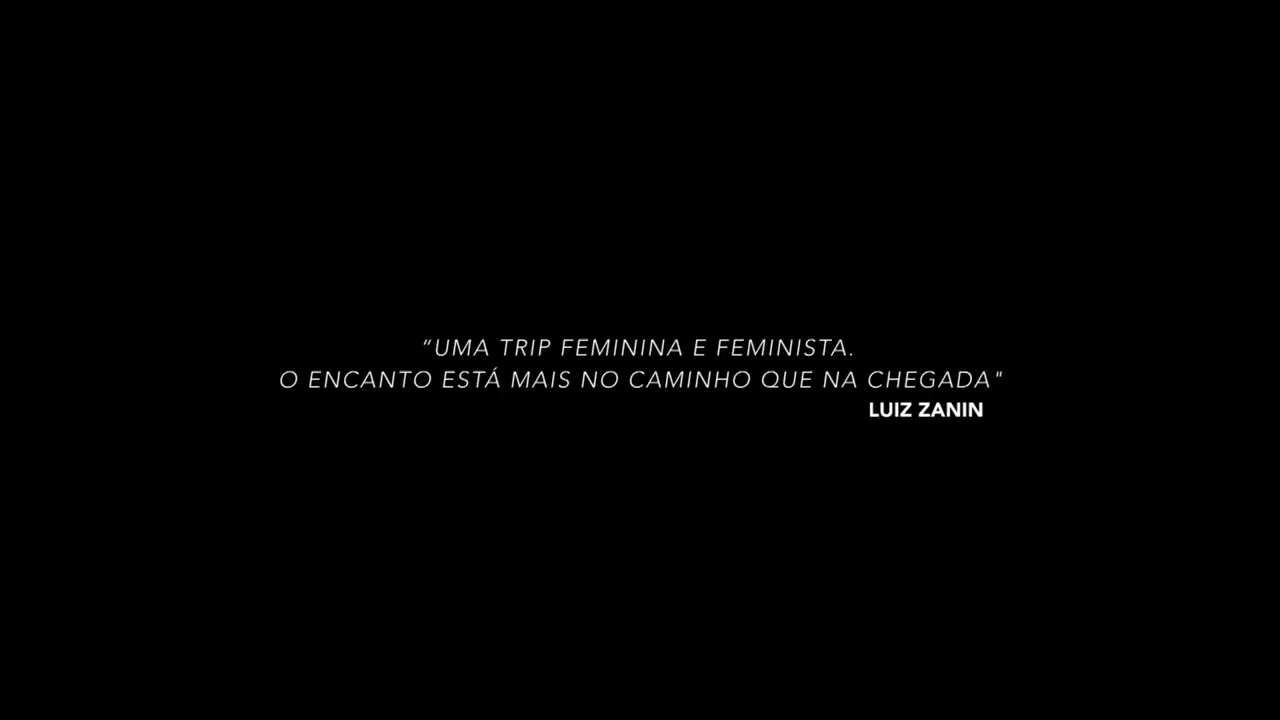 “UMA TRIP FEMININA E FEMINISTA.
O ENCANTO ESTÁ MAIS NO CAMINHO QUE NA CHEGADA"
LUIZ ZANIN